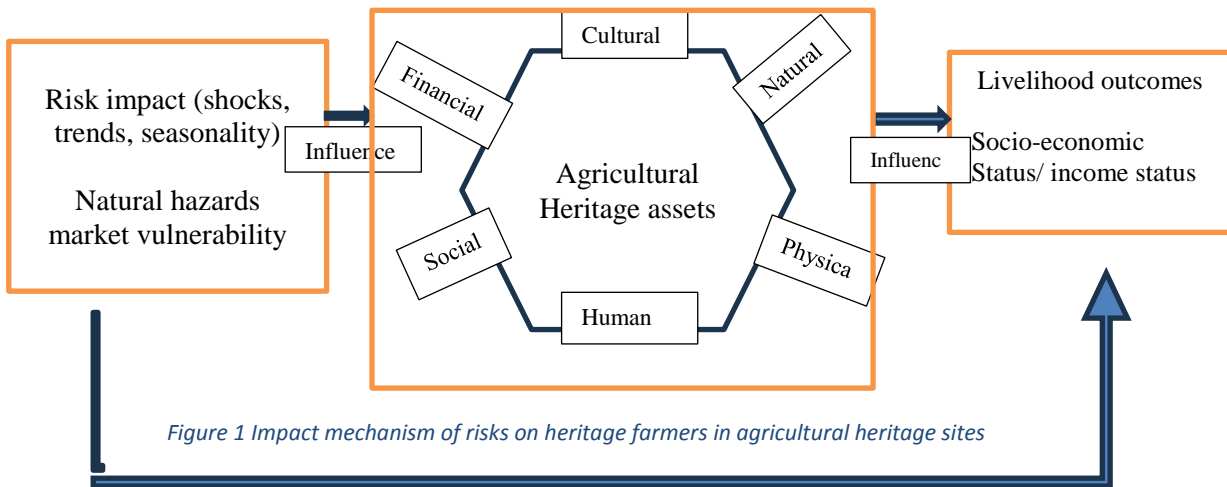 Risk impact (shocks,
trends, seasonality)
Natural hazards
market vulnerability
Influence
Cultural
Financial
Natural
Agricultural
Heritage assets
Social
Physica
Human
Influenc
Livelihood outcomes
Socio-economic
Status/ income status
Figure 1 Impact mechanism of risks on heritage farmers in agricultural heritage sites